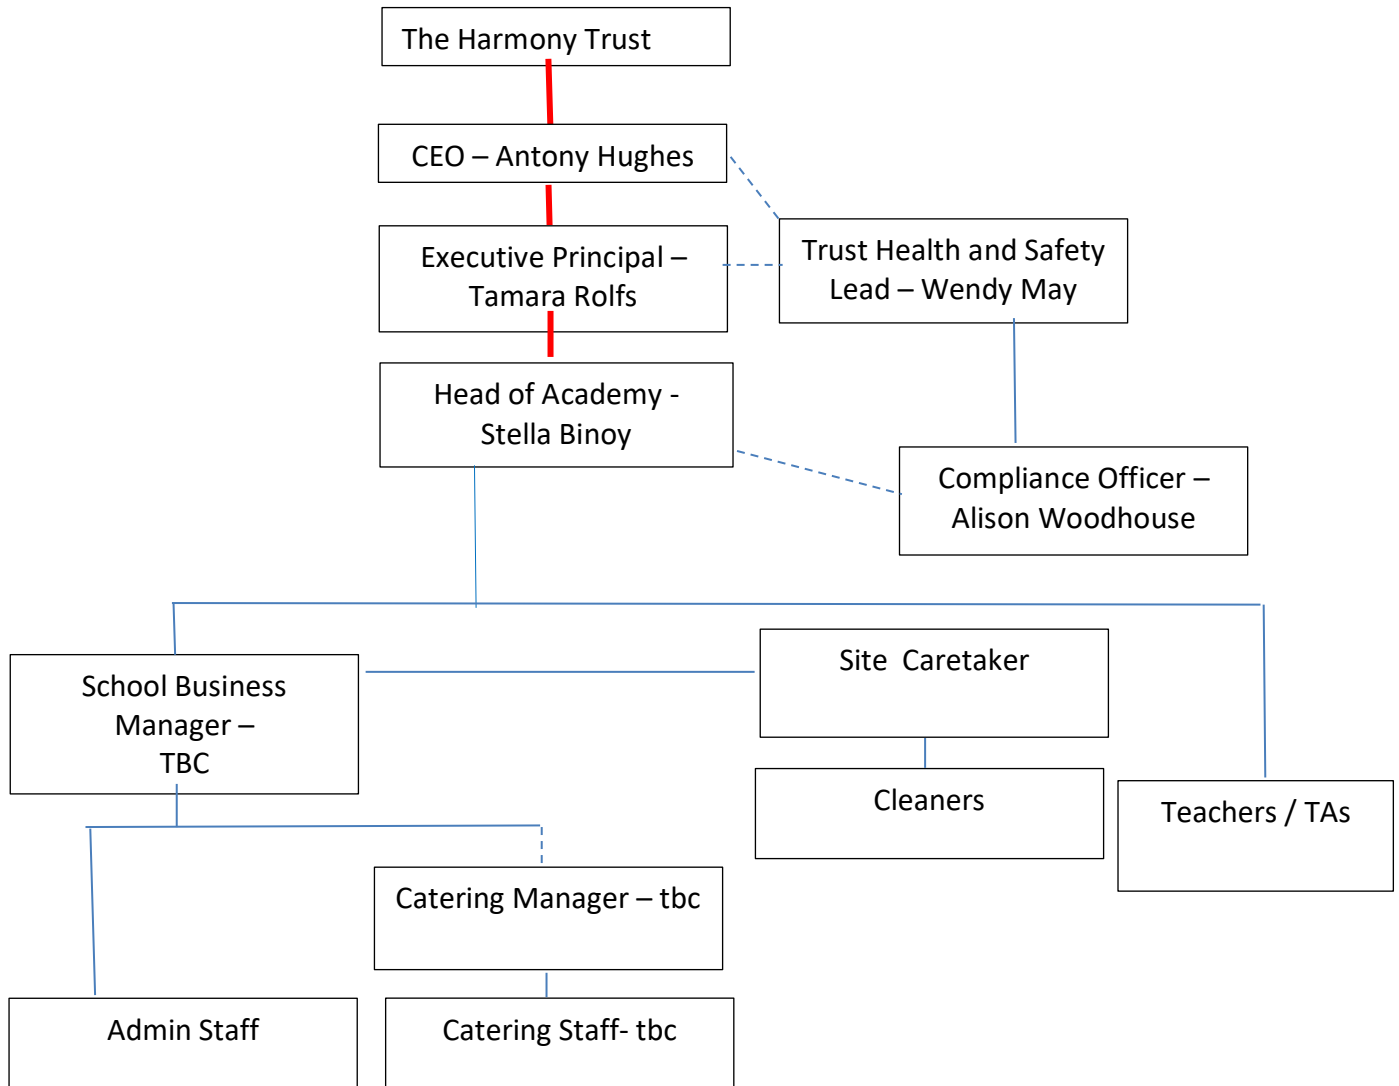 The Harmony Trust
CEO – Antony Hughes
Executive Principal –
Tamara Rolfs
Trust Health and Safety
Lead – Wendy May
Head of Academy -
Stella Binoy
Compliance Officer –
Alison Woodhouse
School Business
Manager –
TBC
Site  Caretaker
Cleaners
Teachers / TAs
Catering Manager – tbc
Admin Staff
Catering Staff- tbc